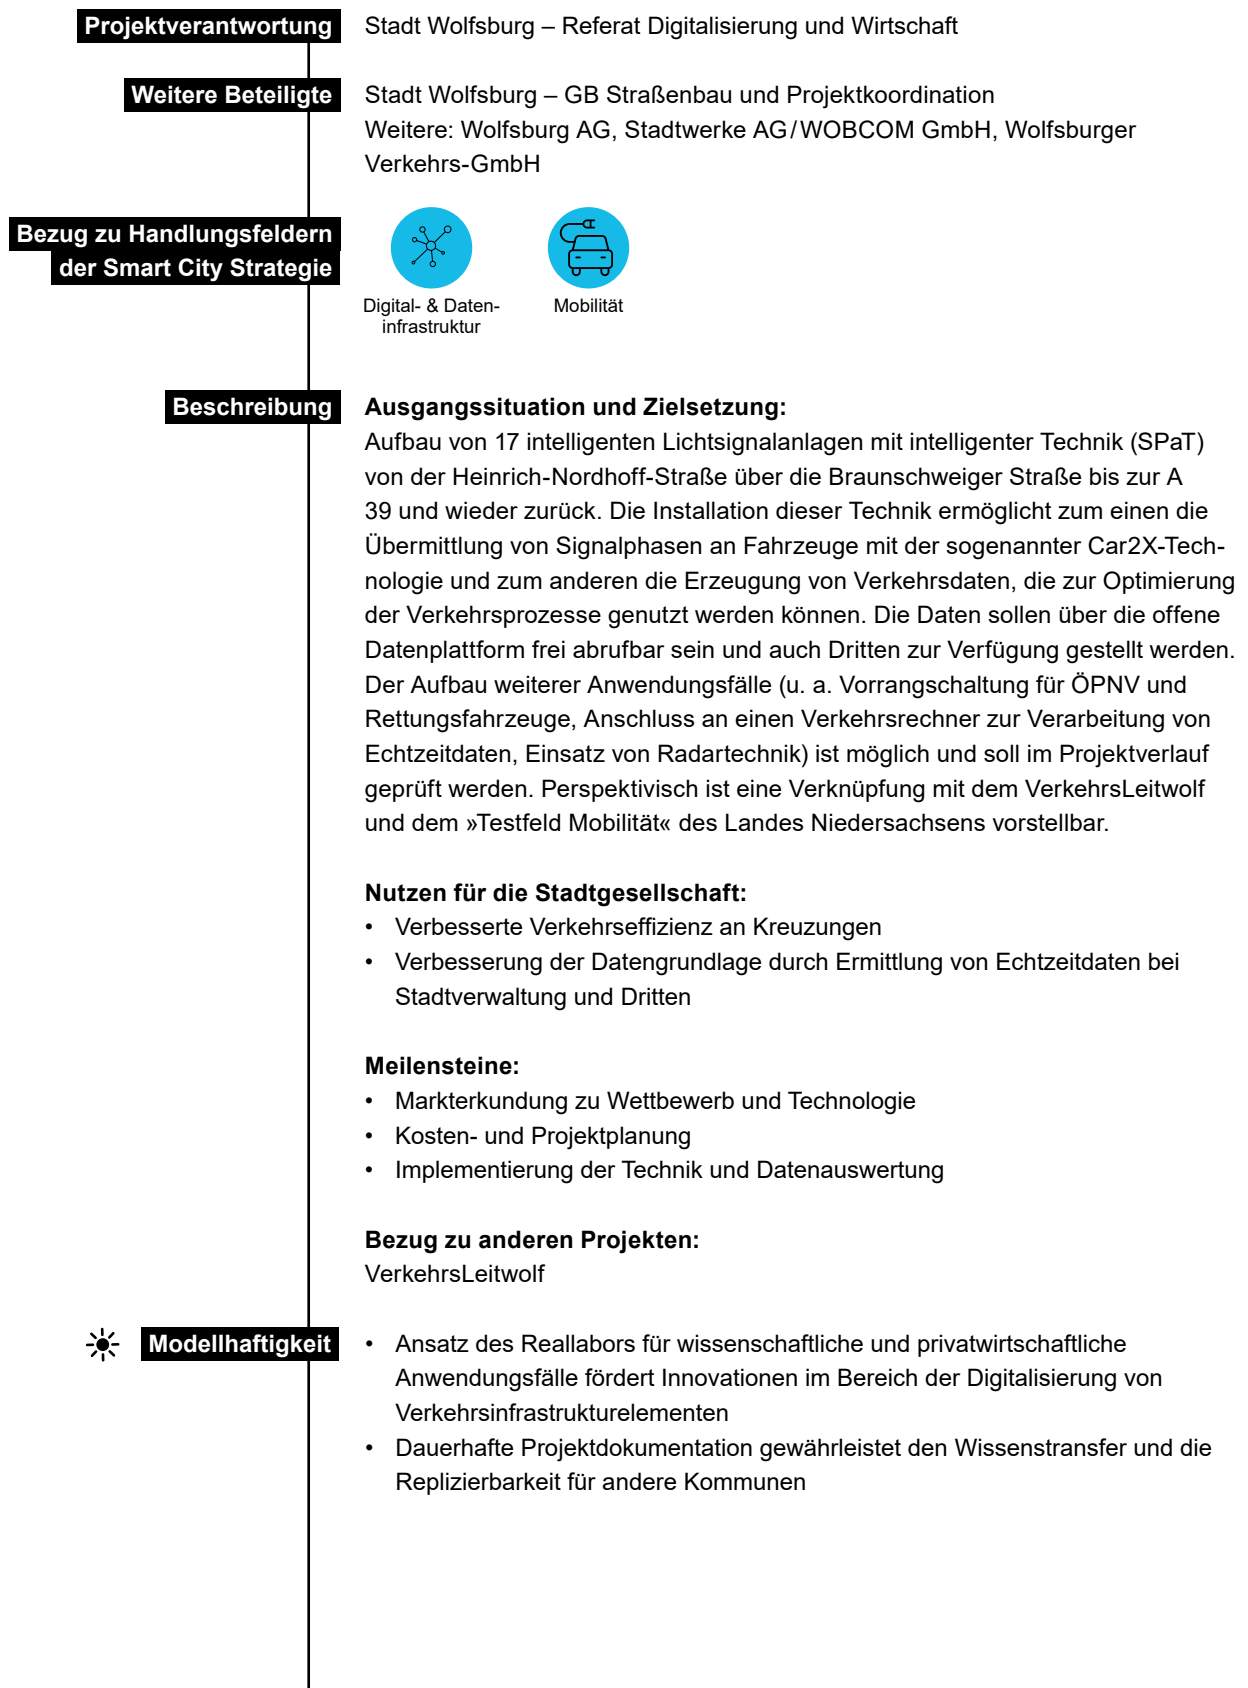 Projektverantwortung
Stadt Wolfsburg – Referat Digitalisierung und Wirtschaft
Weitere Beteiligte
Stadt Wolfsburg – GB Straßenbau und Projektkoordination
Weitere: Wolfsburg AG, Stadtwerke AG/WOBCOM GmbH, Wolfsburger
Verkehrs-GmbH
Bezug zu Handlungsfeldern
der Smart City Strategie
Digital- & Daten-
infrastruktur
Mobilität
Beschreibung
Ausgangssituation und Zielsetzung:
Aufbau von 17 intelligenten Lichtsignalanlagen mit intelligenter Technik (SPaT)
von der Heinrich-Nordhoff-Straße über die Braunschweiger Straße bis zur A
39 und wieder zurück. Die Installation dieser Technik ermöglicht zum einen die
Übermittlung von Signalphasen an Fahrzeuge mit der sogenannter Car2X-Tech-
nologie und zum anderen die Erzeugung von Verkehrsdaten, die zur Optimierung
der Verkehrsprozesse genutzt werden können. Die Daten sollen über die offene
Datenplattform frei abrufbar sein und auch Dritten zur Verfügung gestellt werden.
Der Aufbau weiterer Anwendungsfälle (u. a. Vorrangschaltung für ÖPNV und
Rettungsfahrzeuge, Anschluss an einen Verkehrsrechner zur Verarbeitung von
Echtzeitdaten, Einsatz von Radartechnik) ist möglich und soll im Projektverlauf
geprüft werden. Perspektivisch ist eine Verknüpfung mit dem VerkehrsLeitwolf
und dem »Testfeld Mobilität« des Landes Niedersachsens vorstellbar.
Nutzen für die Stadtgesellschaft:
• Verbesserte Verkehrseffizienz an Kreuzungen
• Verbesserung der Datengrundlage durch Ermittlung von Echtzeitdaten bei
Stadtverwaltung und Dritten
Meilensteine:
• Markterkundung zu Wettbewerb und Technologie
• Kosten- und Projektplanung
• Implementierung der Technik und Datenauswertung
Bezug zu anderen Projekten:
VerkehrsLeitwolf
Modellhaftigkeit
• Ansatz des Reallabors für wissenschaftliche und privatwirtschaftliche
Anwendungsfälle fördert Innovationen im Bereich der Digitalisierung von
Verkehrsinfrastrukturelementen
• Dauerhafte Projektdokumentation gewährleistet den Wissenstransfer und die
Replizierbarkeit für andere Kommunen